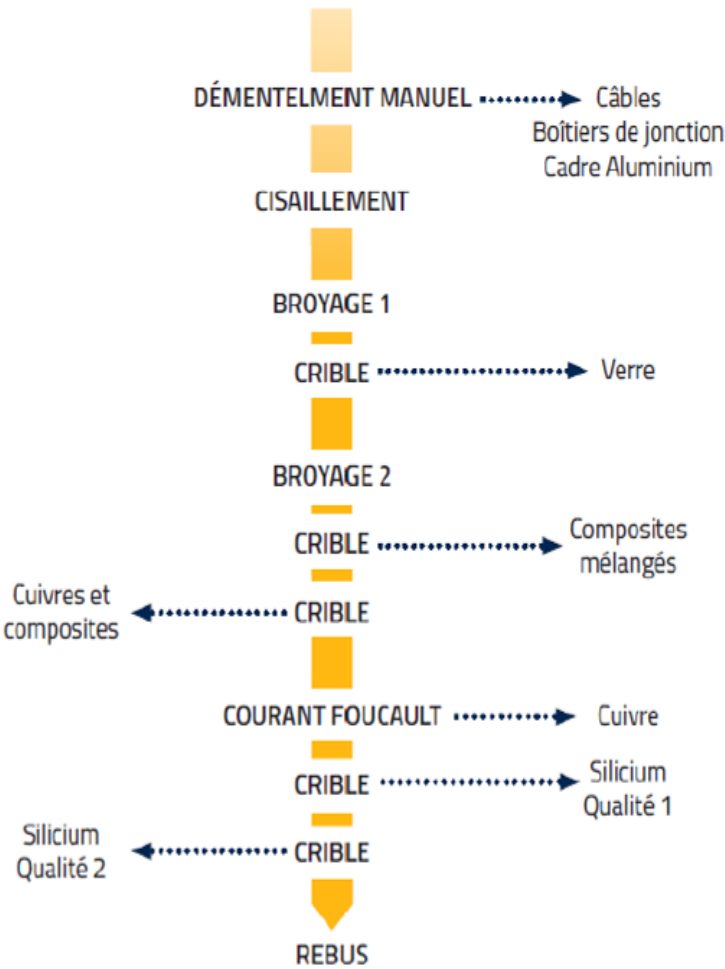 DÉMENTELMENT MANUEL
Câbles
Boîtiers de jonction
Cadre Aluminium
CISAILLEMENT
BROYAGE 1
CRIBLE
Verre
BROYAGE 2
CRIBLE
Composites
mélangés
Cuivres et
composites
CRIBLE
COURANT FOUCAULT
Cuivre
CRIBLE
Silicium
Qualité 1
Silicium
Qualité 2
CRIBLE
REBUS